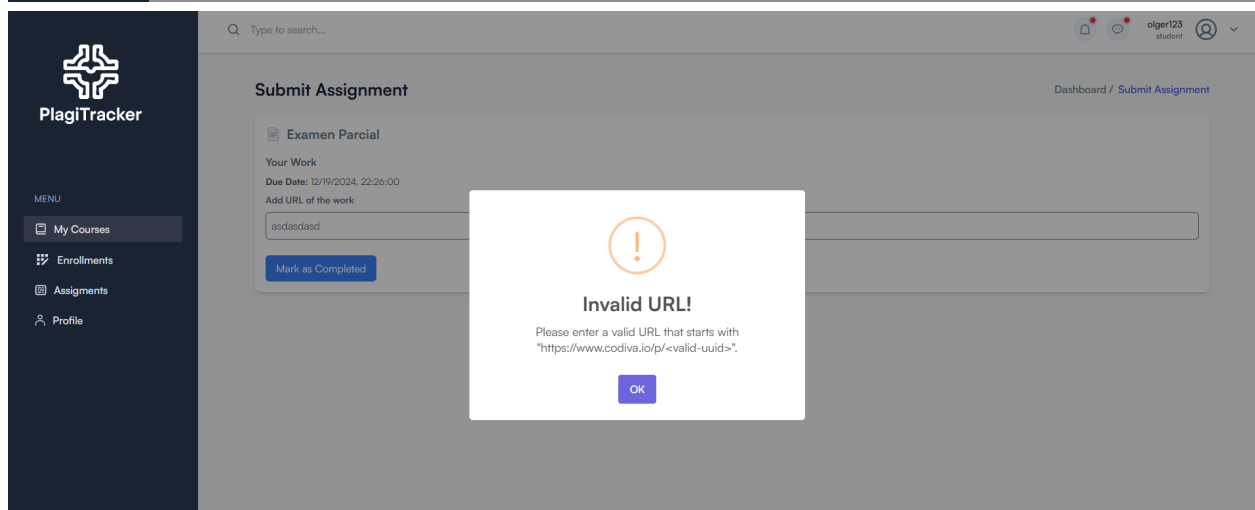 Type to search...
olger123
student
PlagiTracker
MENU
My Courses
Enrollments
Assigments
Profile
Submit Assignment
Dashboard / Submit Assignment
Examen Parcial
Your Work
Due Date: 12/19/2024, 22:26:00
Add URL of the work
asdasdasd
Mark as Completed
!
Invalid URL!
Please enter a valid URL that starts with
"https://www.codiva.io/p/<valid-uuid>".
OK